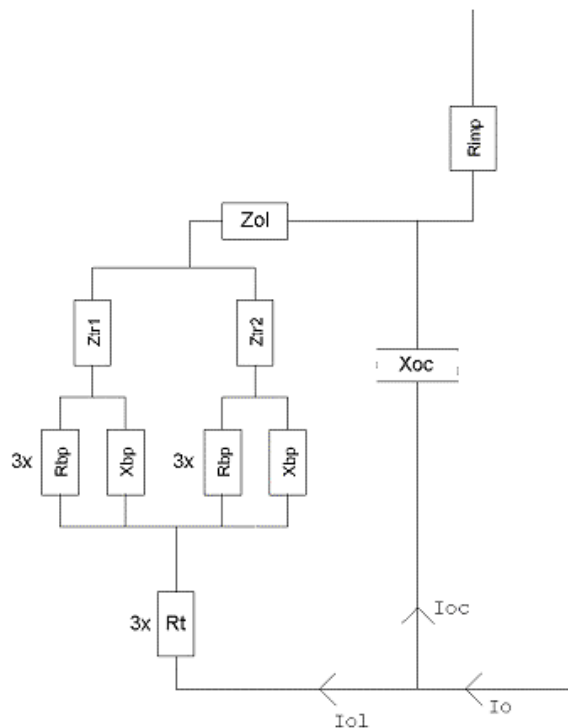 Rimp
Zol
Ztr1
Ztr2
Xoc
3x
Rbp
Xbp
3x
Rbp
Xbp
3x
Rt
Ioc
Io
Iol